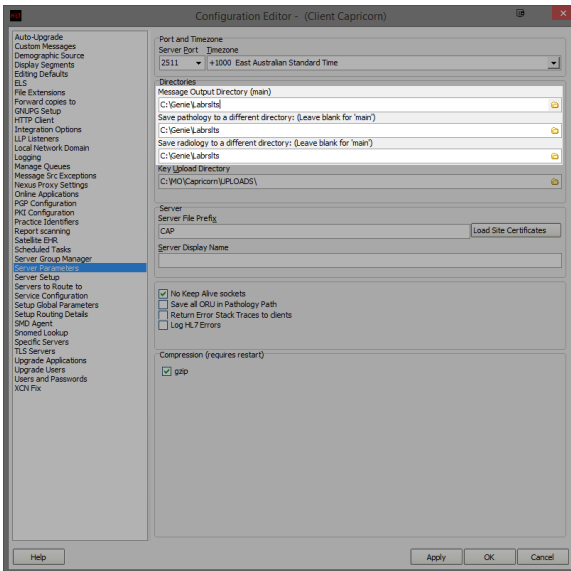 Configuration Editor - (Client Capricorn)
Auto-Upgrade
Custom Messages
Demographic Source
Display Segments
Editing Defaults
ELS
File Extensions
Forward copies to
GNUPG Setup
HTTP Client
Integration Options
LLP Listeners
Local Network Domain
Logging
Manage Queues
Message Src Exceptions
Nexus Proxy Settings
Online Applications
PGP Configuration
PKI Configuration
Practice Identifiers
Report scanning
Satellite EHR
Scheduled Tasks
Server Group Manager
Server Parameters
Server Setup
Servers to Route to
Service Configuration
Setup Global Parameters
Setup Routing Details
SMD Agent
Snomed Lookup
Specific Servers
TLS Servers
Upgrade Applications
Upgrade Users
Users and Passwords
XCN Fix
Port and Timezone
Server Port Timezone
2511 +1000 East Australian Standard Time
Directories
Message Output Directory (main)
C:\Genie\Labrslts
Save pathology to a different directory: (Leave blank for 'main')
C:\Genie\Labrslts
Save radiology to a different directory: (Leave blank for 'main')
C:\Genie\Labrslts
Key Upload Directory
C:\MO\Capricorn\UPLOADS\
Server
Server File Prefix
CAP Load Site Certificates
Server Display Name
No Keep Alive sockets
Save all ORU in Pathology Path
Return Error Stack Traces to clients
Log HL7 Errors
Compression (requires restart)
gzip
Help Apply OK Cancel